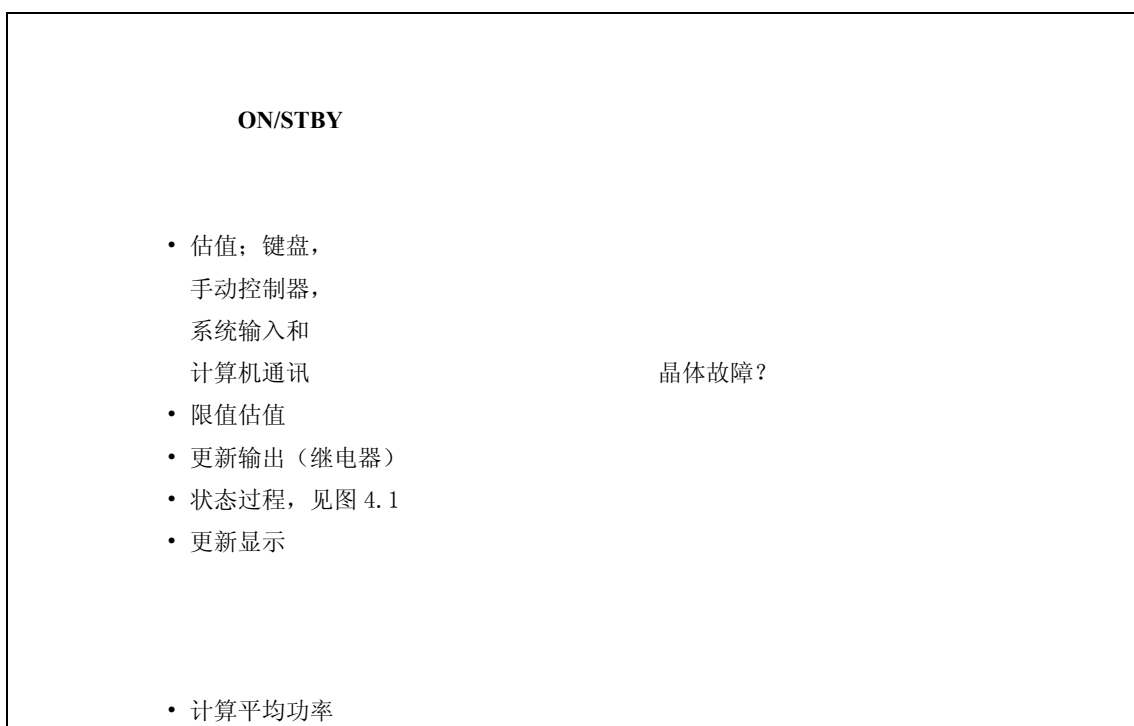 ON/STBY
• 估值；键盘，
手动控制器，
系统输入和
计算机通讯
晶体故障？
• 限值估值
• 更新输出（继电器）
• 状态过程，见图 4.1
• 更新显示
• 计算平均功率